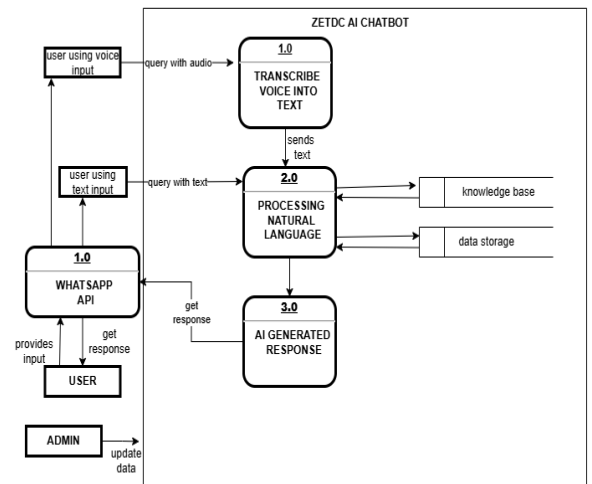 ZETDC AI CHATBOT
user using voice
input
query with audio
1.0
TRANSCRIBE
VOICE INTO
TEXT
sends
text
user using
text input
query with text
2.0
PROCESSING
NATURAL
LANGUAGE
knowledge base
data storage
1.0
WHATSAPP
API
get
response
3.0
AI GENERATED
RESPONSE
provides
input
get
response
USER
ADMIN
update
data